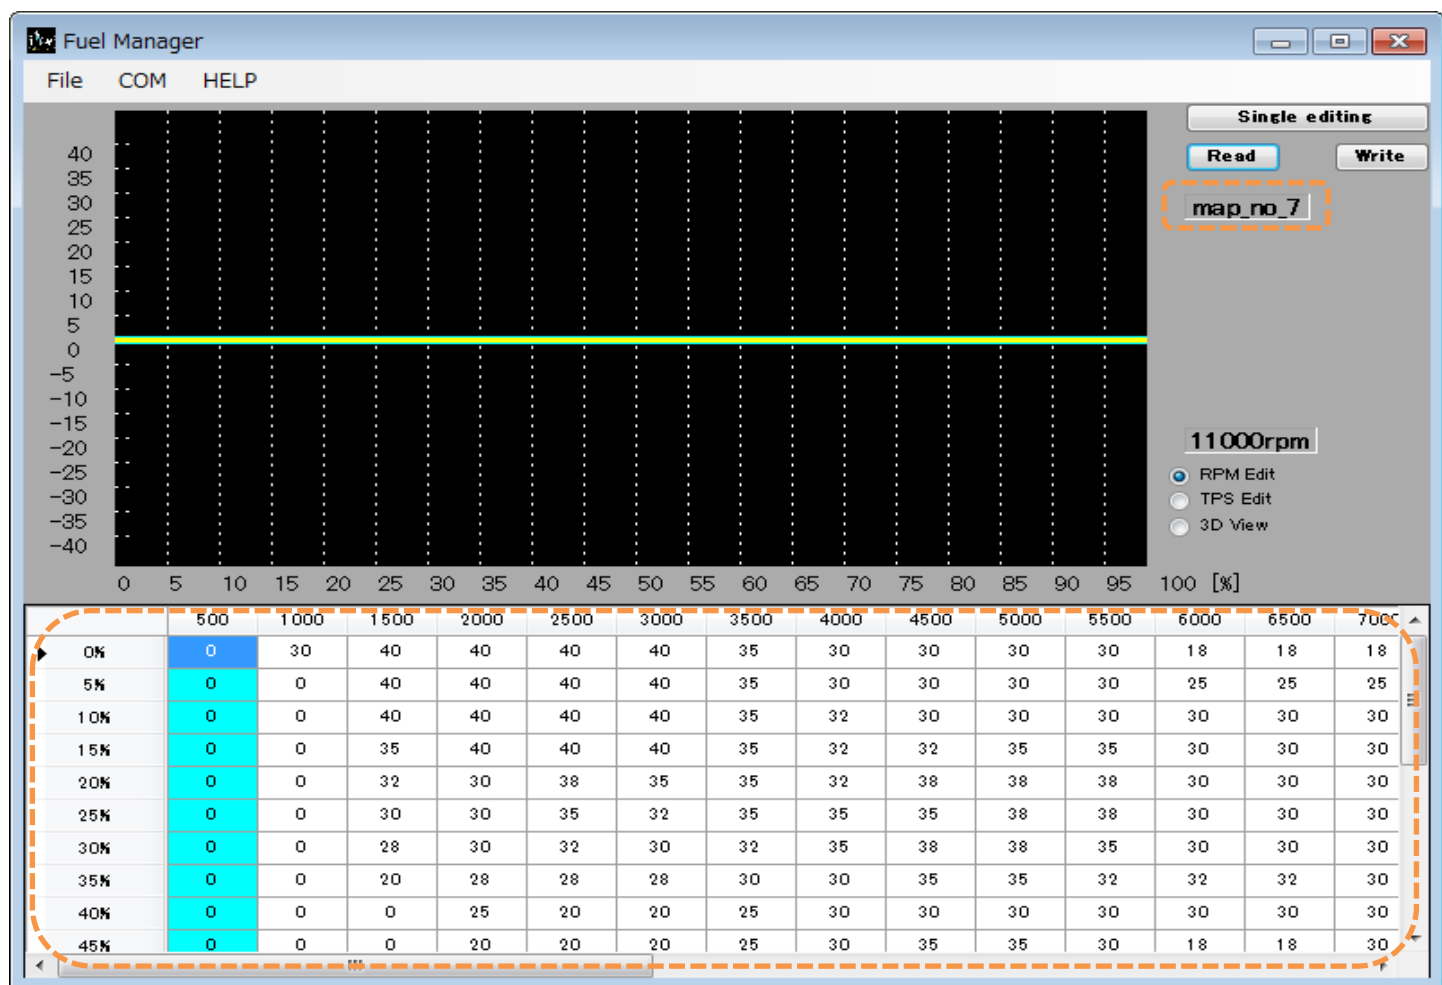 Fuel Manager
File COM HELP
Single editing
Read Write
map_no_7
40
35
30
25
20
15
10
5
0
-5
-10
-15
-20
-25
-30
-35
-40
11000rpm
RPM Edit
TPS Edit
3D View
0 5 10 15 20 25 30 35 40 45 50 55 60 65 70 75 80 85 90 95 100 [%]
500 1000 1500 2000 2500 3000 3500 4000 4500 5000 5500 6000 6500 7000
0% 0 30 40 40 40 40 35 30 30 30 30 18 18 18
5% 0 0 40 40 40 40 35 30 30 30 30 25 25 25
10% 0 0 40 40 40 40 35 32 30 30 30 30 30 30
15% 0 0 35 40 40 40 35 32 32 35 35 30 30 30
20% 0 0 32 30 38 35 35 32 38 38 38 30 30 30
25% 0 0 30 30 35 32 35 35 35 38 38 30 30 30
30% 0 0 28 30 32 30 32 35 38 38 35 30 30 30
35% 0 0 20 28 28 28 30 30 35 35 32 32 32 30
40% 0 0 0 25 20 20 25 30 30 30 30 30 30 30
45% 0 0 0 20 20 20 25 30 35 35 30 18 18 30